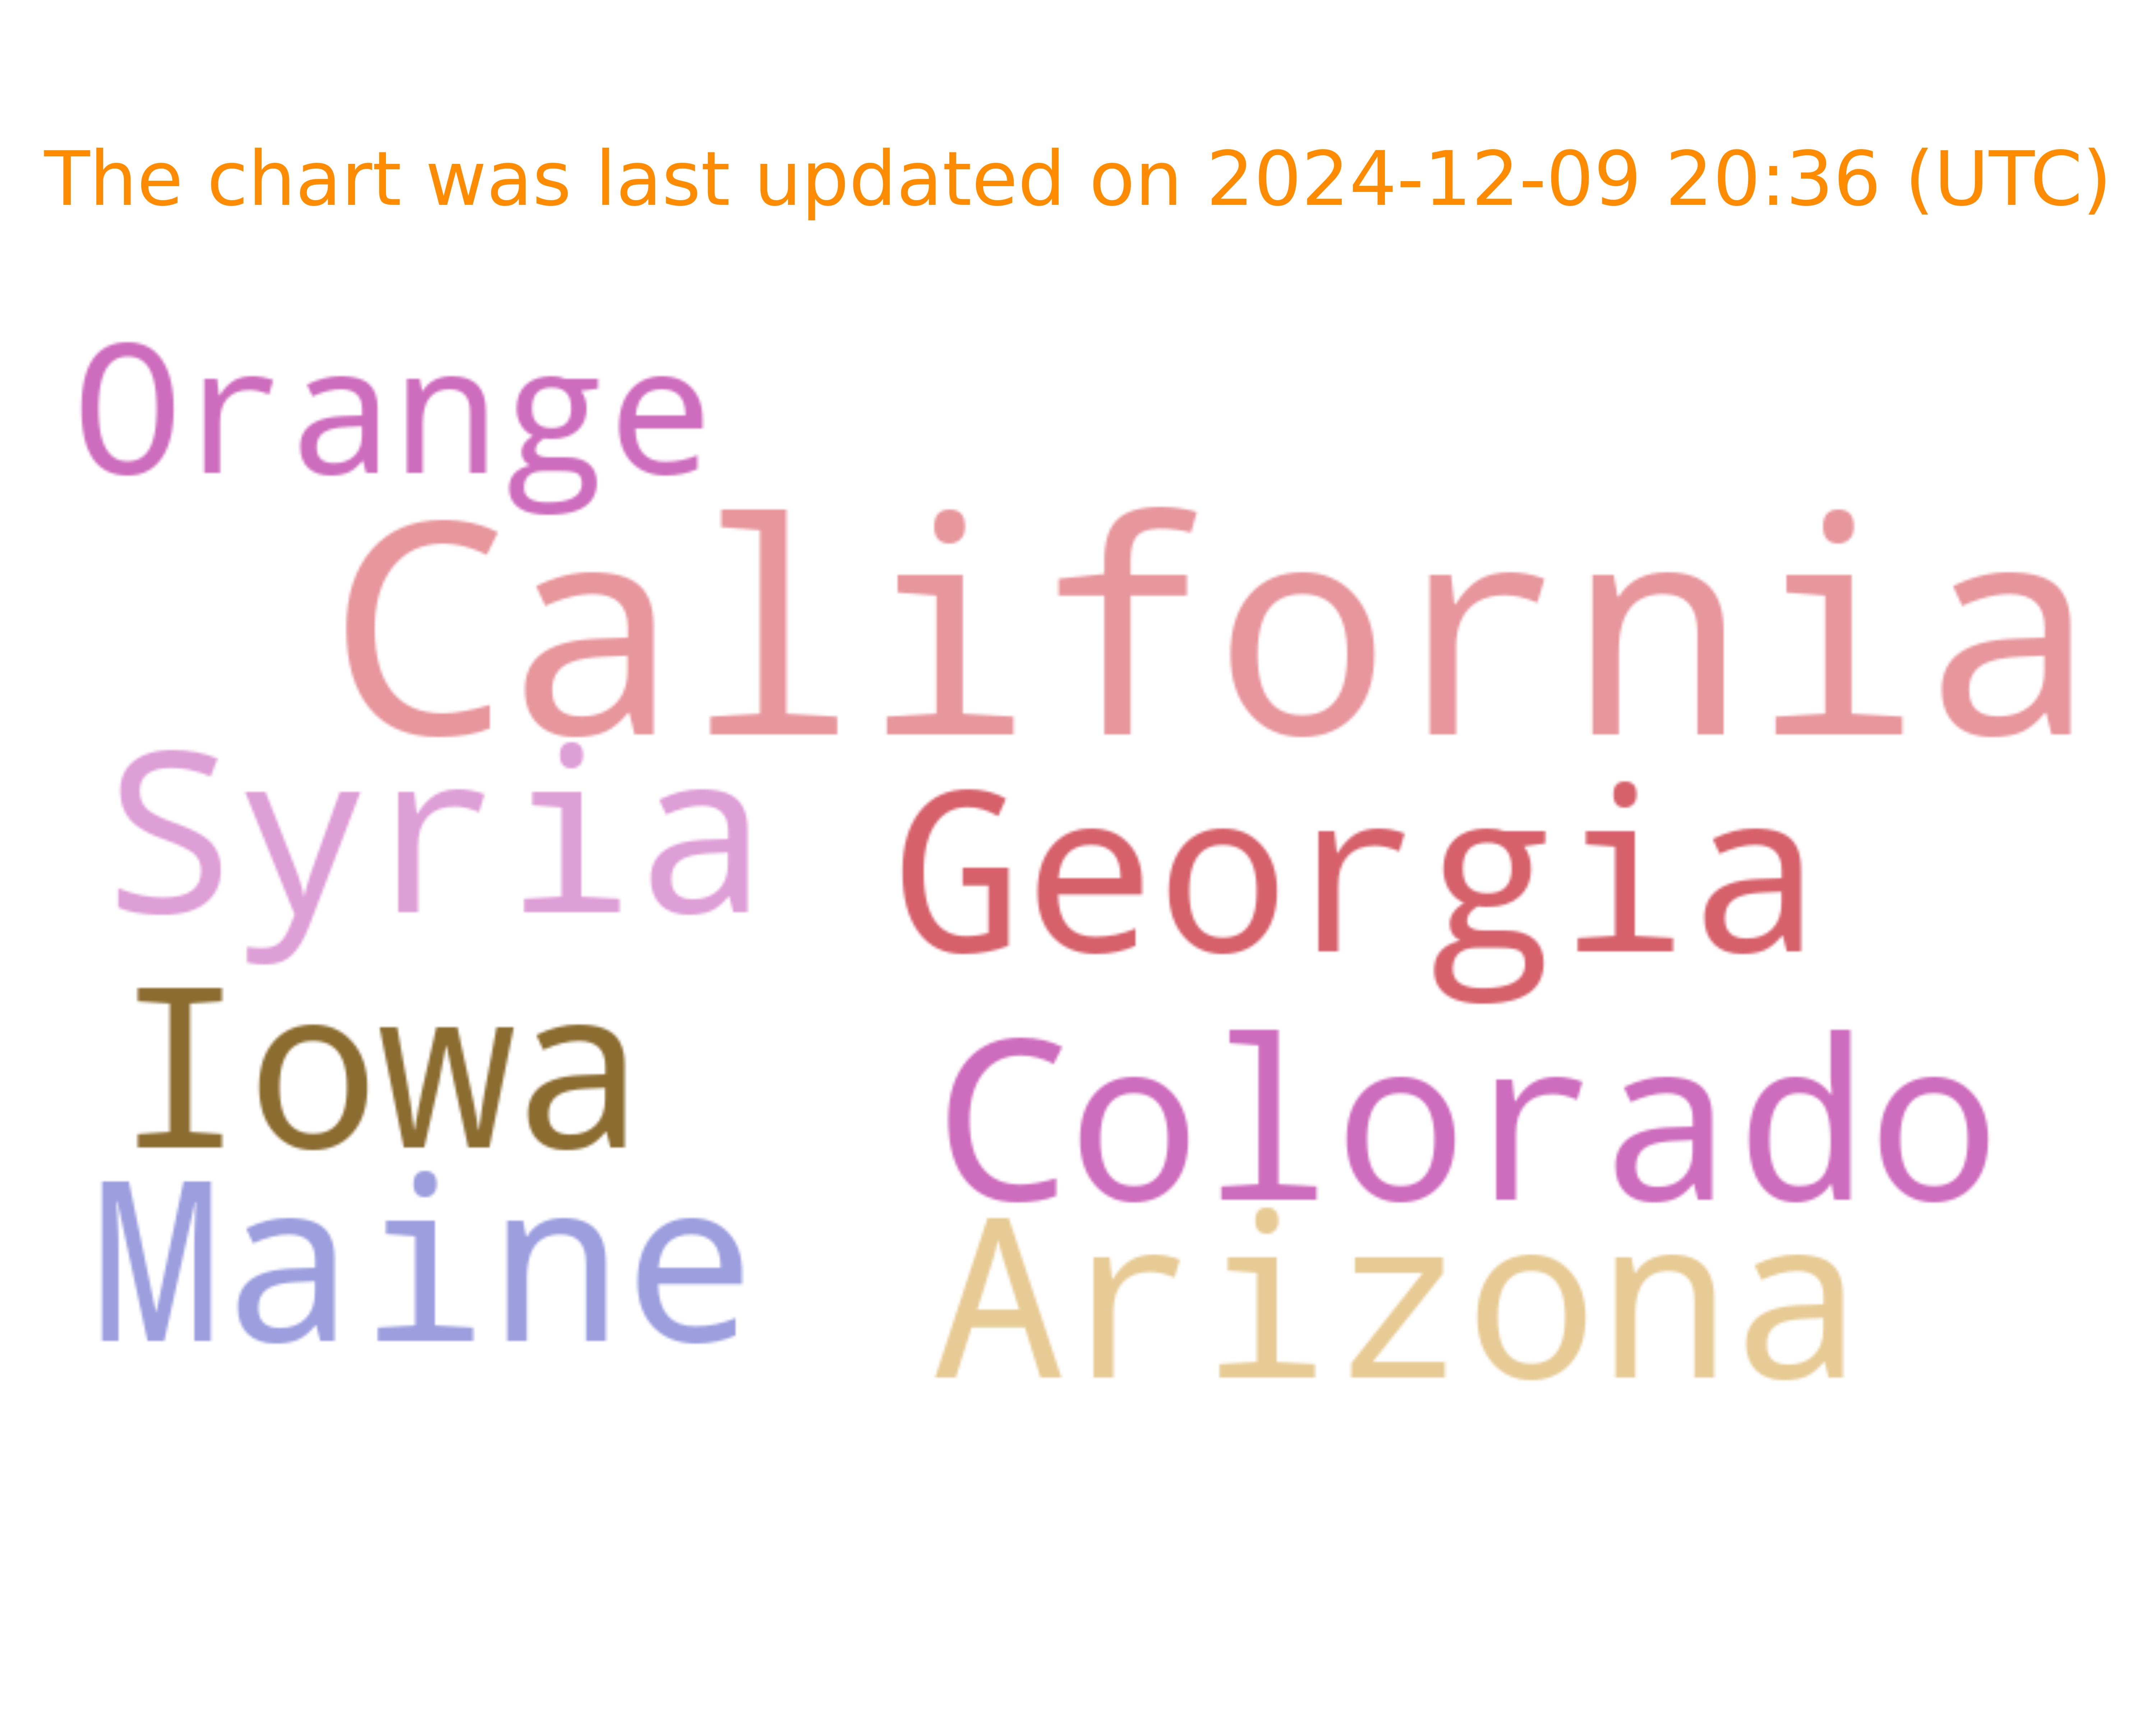 The chart was last updated on 2024-12-09 20:36 (UTC)
Orange
California
Syria
Georgia
Iowa
Colorado
Maine
Arizona